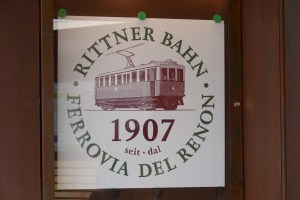 · RITTNER BAHN ·
1907
seit · dal
FERROVIA DEL RENON